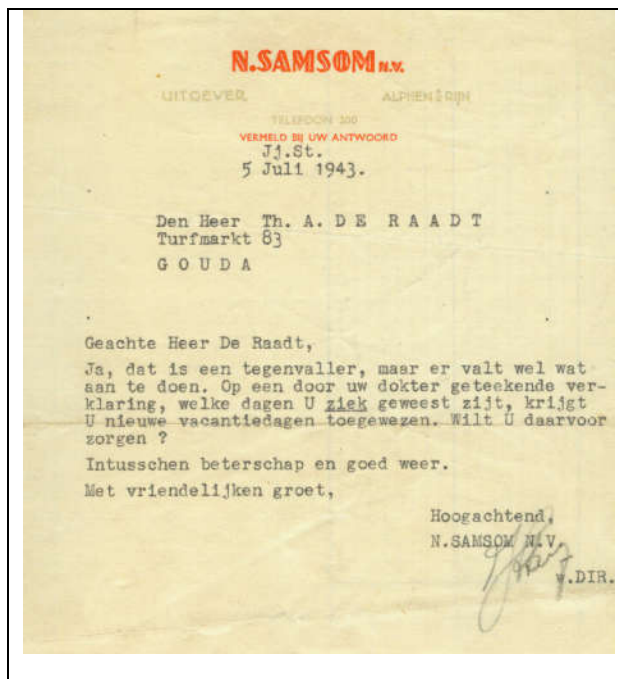 N.SAMSOM N.V.
UITGEVER, ALPHEN A/D RIJN
TELEFOON 300
VERMELD BIJ UW ANTWOORD
Jj.St.
5 Juli 1943.
Den Heer Th. A. D E R A A D T
Turfmarkt 83
G O U D A
Geachte Heer De Raadt,
Ja, dat is een tegenvaller, maar er valt wel wat
aan te doen. Op een door uw dokter geteekende ver-
klaring, welke dagen U ziek geweest zijt, krijgt
U nieuwe vacantiedagen toegewezen. Wilt U daarvoor
zorgen ?
Intusschen beterschap en goed weer.
Met vriendelijken groet,
Hoogachtend,
N.SAMSOM N.V.
w.DIR.